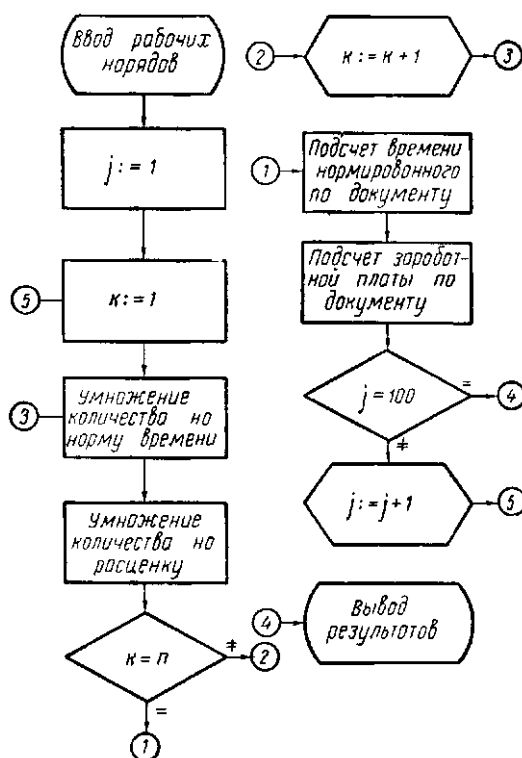 Ввод рабочих
нарядов
j:=1
5
к:=1
3
Умножение
количества на
норму времени
Умножение
количества на
расценку
к=п
≠
2
=
1
2
к:=к+1
3
1
Подсчет времени
нормированного
по документу
Подсчет заработ-
ной платы по
документу
j=100
=
4
≠
j:=j+1
5
4
Вывод
результатов